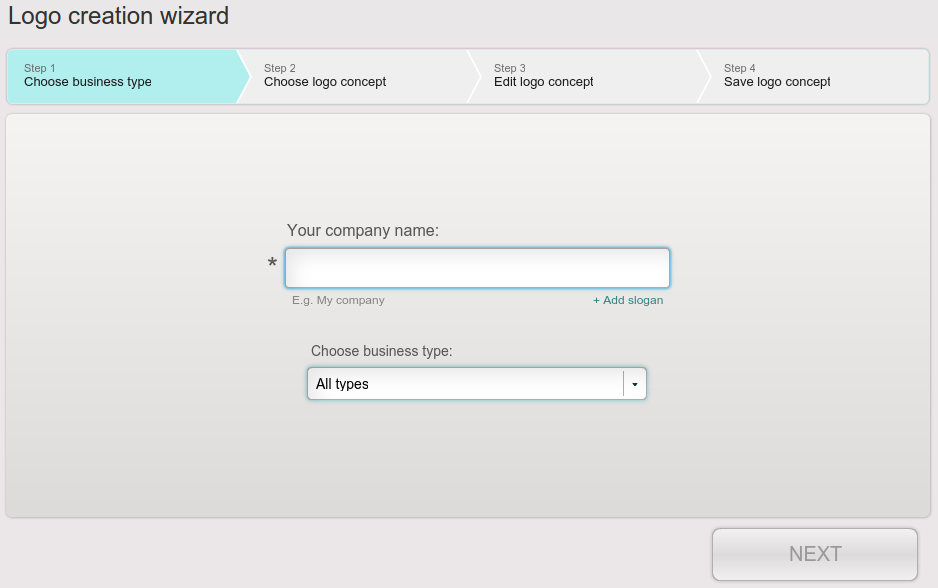 Logo creation wizard
Step 1
Choose business type
Step 2
Choose logo concept
Step 3
Edit logo concept
Step 4
Save logo concept
Your company name:
*
E.g. My company
+ Add slogan
Choose business type:
All types
NEXT